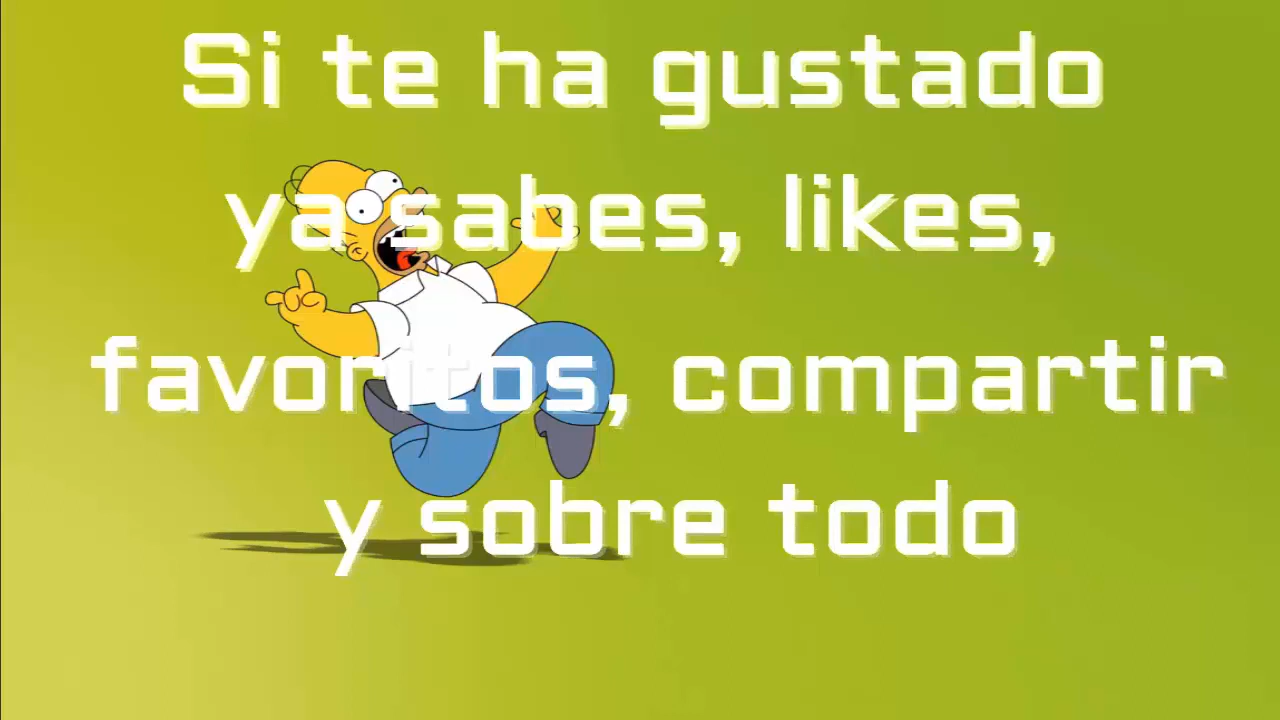 Si te ha gustado
ya sabes, likes,
favoritos, compartir
y sobre todo